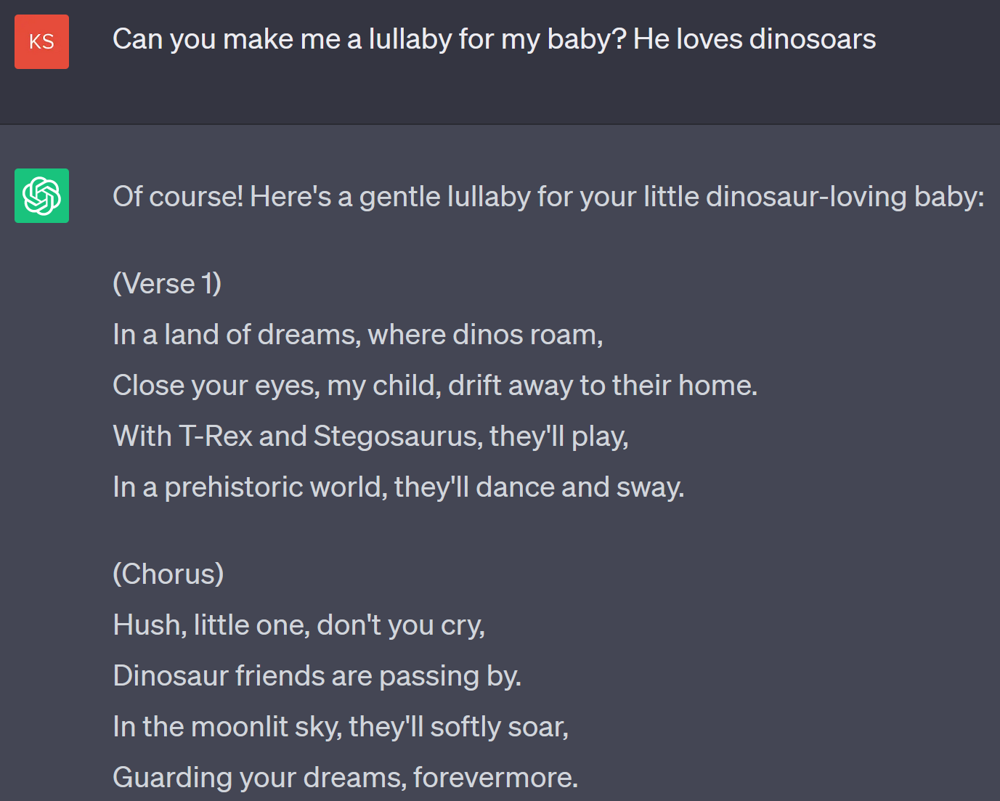 KS
Can you make me a lullaby for my baby? He loves dinosoars
Of course! Here's a gentle lullaby for your little dinosaur-loving baby:
(Verse 1)
In a land of dreams, where dinos roam,
Close your eyes, my child, drift away to their home.
With T-Rex and Stegosaurus, they'll play,
In a prehistoric world, they'll dance and sway.
(Chorus)
Hush, little one, don't you cry,
Dinosaur friends are passing by.
In the moonlit sky, they'll softly soar,
Guarding your dreams, forevermore.